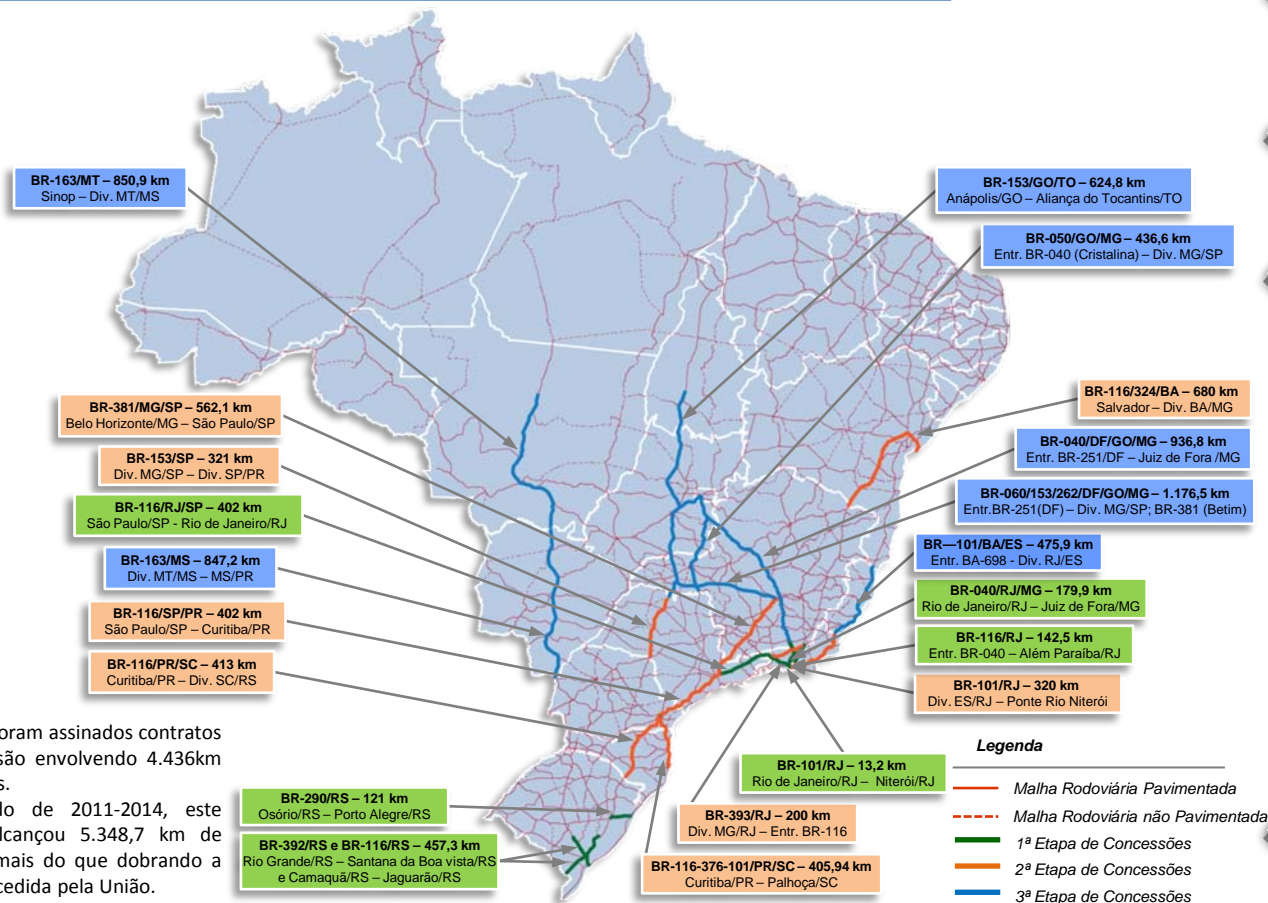 BR-163/MT – 850,9 km
Sinop – Div. MT/MS
BR-153/GO/TO – 624,8 km
Anápolis/GO – Aliança do Tocantins/TO
BR-050/GO/MG – 436,6 km
Entr. BR-040 (Cristalina) – Div. MG/SP
BR-381/MG/SP – 562,1 km
Belo Horizonte/MG – São Paulo/SP
BR-153/SP – 321 km
Div. MG/SP – Div. SP/PR
BR-116/RJ/SP – 402 km
São Paulo/SP - Rio de Janeiro/RJ
BR-163/MS – 847,2 km
Div. MT/MS – MS/PR
BR-116/SP/PR – 402 km
São Paulo/SP – Curitiba/PR
BR-116/PR/SC – 413 km
Curitiba/PR – Div. SC/RS
BR-116/324/BA – 680 km
Salvador – Div. BA/MG
BR-040/DF/GO/MG – 936,8 km
Entr. BR-251/DF – Juiz de Fora /MG
BR-060/153/262/DF/GO/MG – 1.176,5 km
Entr.BR-251(DF) – Div. MG/SP; BR-381 (Betim)
BR—101/BA/ES – 475,9 km
Entr. BA-698 - Div. RJ/ES
BR-040/RJ/MG – 179,9 km
Rio de Janeiro/RJ – Juiz de Fora/MG
BR-116/RJ – 142,5 km
Entr. BR-040 – Além Paraíba/RJ
BR-101/RJ – 320 km
Div. ES/RJ – Ponte Rio Niterói
BR-101/RJ – 13,2 km
Rio de Janeiro/RJ – Niterói/RJ
BR-393/RJ – 200 km
Div. MG/RJ – Entr. BR-116
BR-116-376-101/PR/SC – 405,94 km
Curitiba/PR – Palhoça/SC
BR-290/RS – 121 km
Osório/RS – Porto Alegre/RS
BR-392/RS e BR-116/RS – 457,3 km
Rio Grande/RS – Santana da Boa vista/RS
e Camaquã/RS – Jaguarão/RS
oram assinados contratos
são envolvendo 4.436km
s.
do de 2011-2014, este
lcançou 5.348,7 km de
mais do que dobrando a
cedida pela União.
Legenda
Malha Rodoviária Pavimentada
Malha Rodoviária não Pavimentada
1ª Etapa de Concessões
2ª Etapa de Concessões
3ª Etapa de Concessões